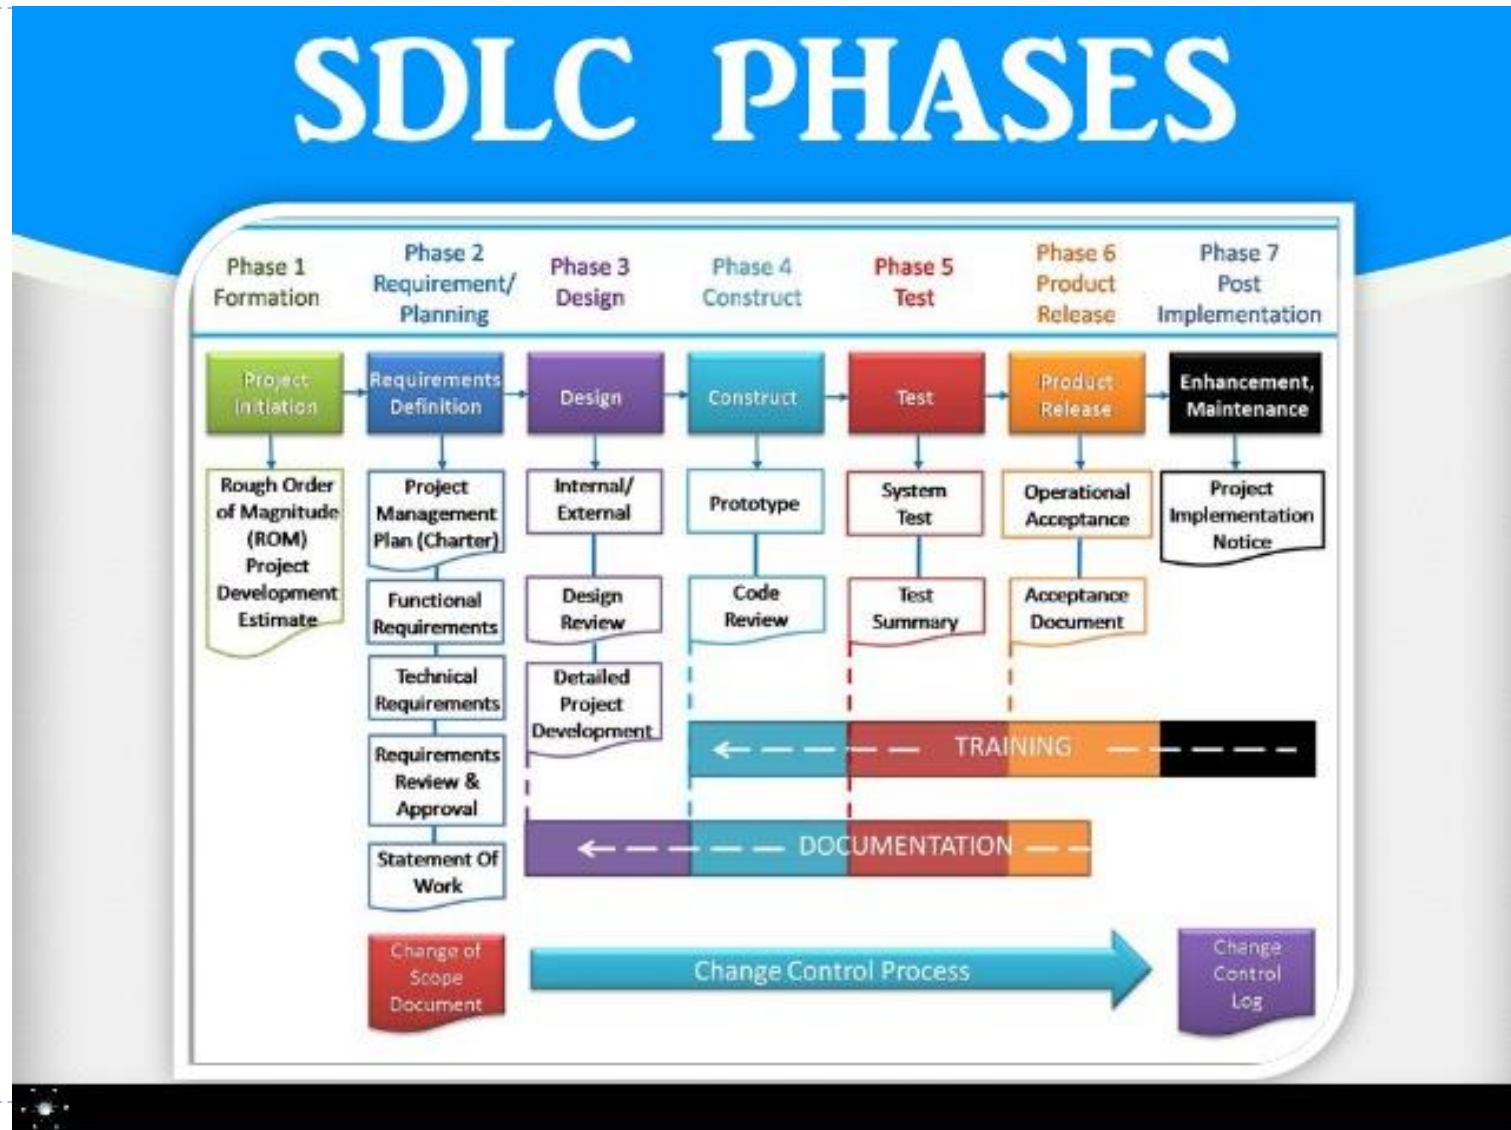 SDLC PHASES
Phase 1
Formation
Phase 2
Requirement/
Planning
Phase 3
Design
Phase 4
Construct
Phase 5
Test
Phase 6
Product
Release
Phase 7
Post
Implementation
Project
Initiation
Requirements
Definition
Design
Construct
Test
Product
Release
Enhancement,
Maintenance
Rough Order
of Magnitude
(ROM)
Project
Development
Estimate
Project
Management
Plan (Charter)
Functional
Requirements
Technical
Requirements
Requirements
Review &
Approval
Statement Of
Work
Internal/
External
Design
Review
Detailed
Project
Development
Prototype
Code
Review
System
Test
Test
Summary
Operational
Acceptance
Acceptance
Document
Project
Implementation
Notice
TRAINING
DOCUMENTATION
Change of
Scope
Document
Change Control Process
Change
Control
Log